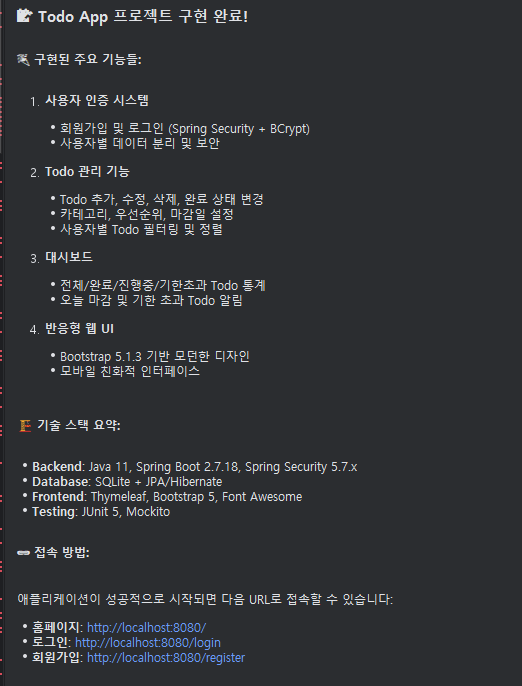 Todo App 프로젝트 구현 완료!
구현된 주요 기능들:
1. 사용자 인증 시스템
• 회원가입 및 로그인 (Spring Security + BCrypt)
• 사용자별 데이터 분리 및 보안
2. Todo 관리 기능
• Todo 추가, 수정, 삭제, 완료 상태 변경
• 카테고리, 우선순위, 마감일 설정
• 사용자별 Todo 필터링 및 정렬
3. 대시보드
• 전체/완료/진행중/기한초과 Todo 통계
• 오늘 마감 및 기한 초과 Todo 알림
4. 반응형 웹 UI
• Bootstrap 5.1.3 기반 모던한 디자인
• 모바일 친화적 인터페이스
기술 스택 요약:
• Backend: Java 11, Spring Boot 2.7.18, Spring Security 5.7.x
• Database: SQLite + JPA/Hibernate
• Frontend: Thymeleaf, Bootstrap 5, Font Awesome
• Testing: JUnit 5, Mockito
접속 방법:
애플리케이션이 성공적으로 시작되면 다음 URL로 접속할 수 있습니다:
• 홈페이지: http://localhost:8080/
• 로그인: http://localhost:8080/login
• 회원가입: http://localhost:8080/register